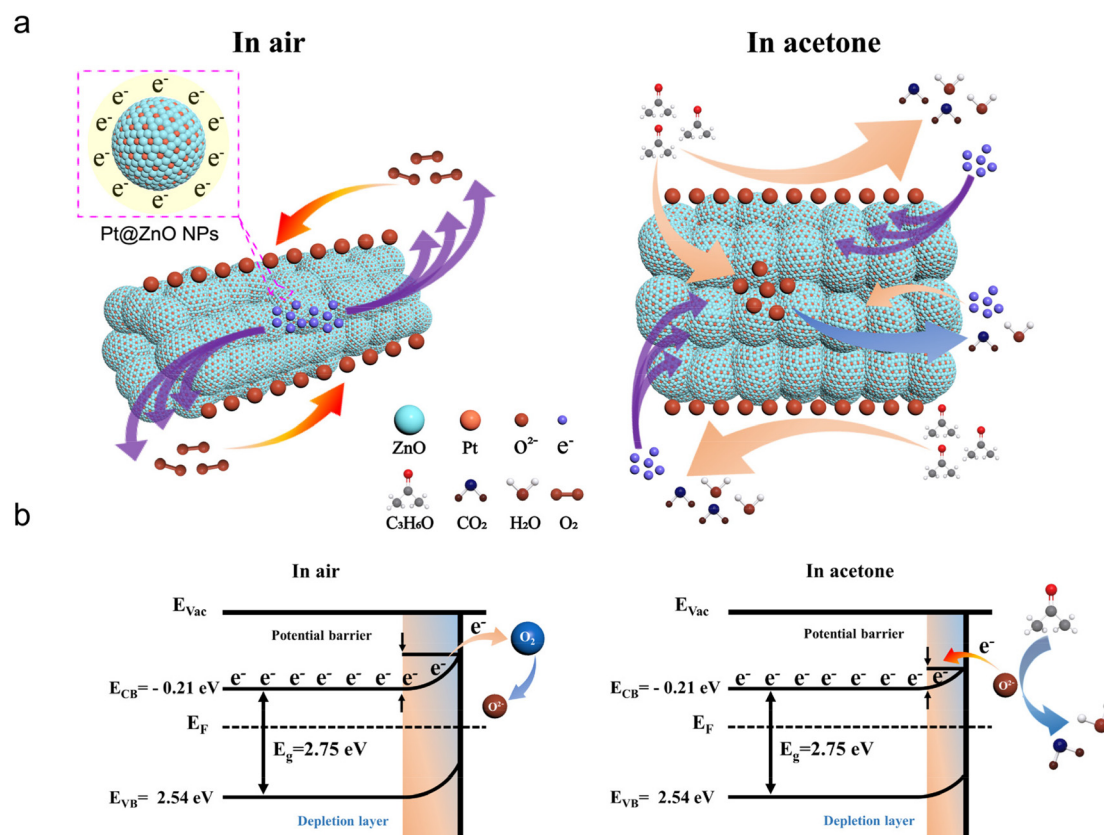 a
In air
In acetone
e⁻
e⁻ e⁻
e⁻ e⁻
e⁻ e⁻
e⁻ e⁻
e⁻
Pt@ZnO NPs
ZnO Pt O²⁻ e⁻
C₃H₆O CO₂ H₂O O₂
b
In air
E_Vac
Potential barrier
e⁻
O₂
e⁻
e⁻ e⁻ e⁻ e⁻ e⁻ e⁻ e⁻
E_CB= - 0.21 eV
O²⁻
E_F
E_g=2.75 eV
E_VB= 2.54 eV
Depletion layer
In acetone
E_Vac
Potential barrier
e⁻
e⁻ e⁻ e⁻ e⁻ e⁻ e⁻ e⁻
O²⁻
E_CB= - 0.21 eV
E_F
E_g=2.75 eV
E_VB= 2.54 eV
Depletion layer